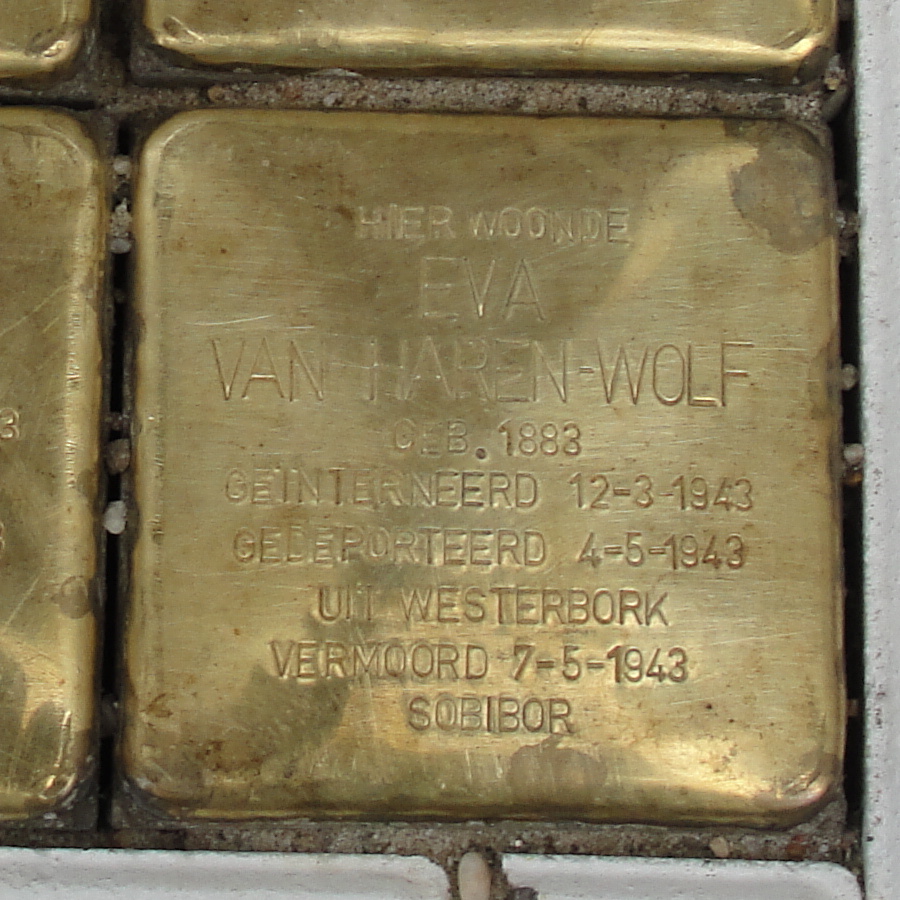 HIER WOONDE
EVA
VAN HAREN-WOLF
GEB. 1883
GEÏNTERNEERD 12-3-1943
GEDEPORTEERD 4-5-1943
UIT WESTERBORK
VERMOORD 7-5-1943
SOBIBOR